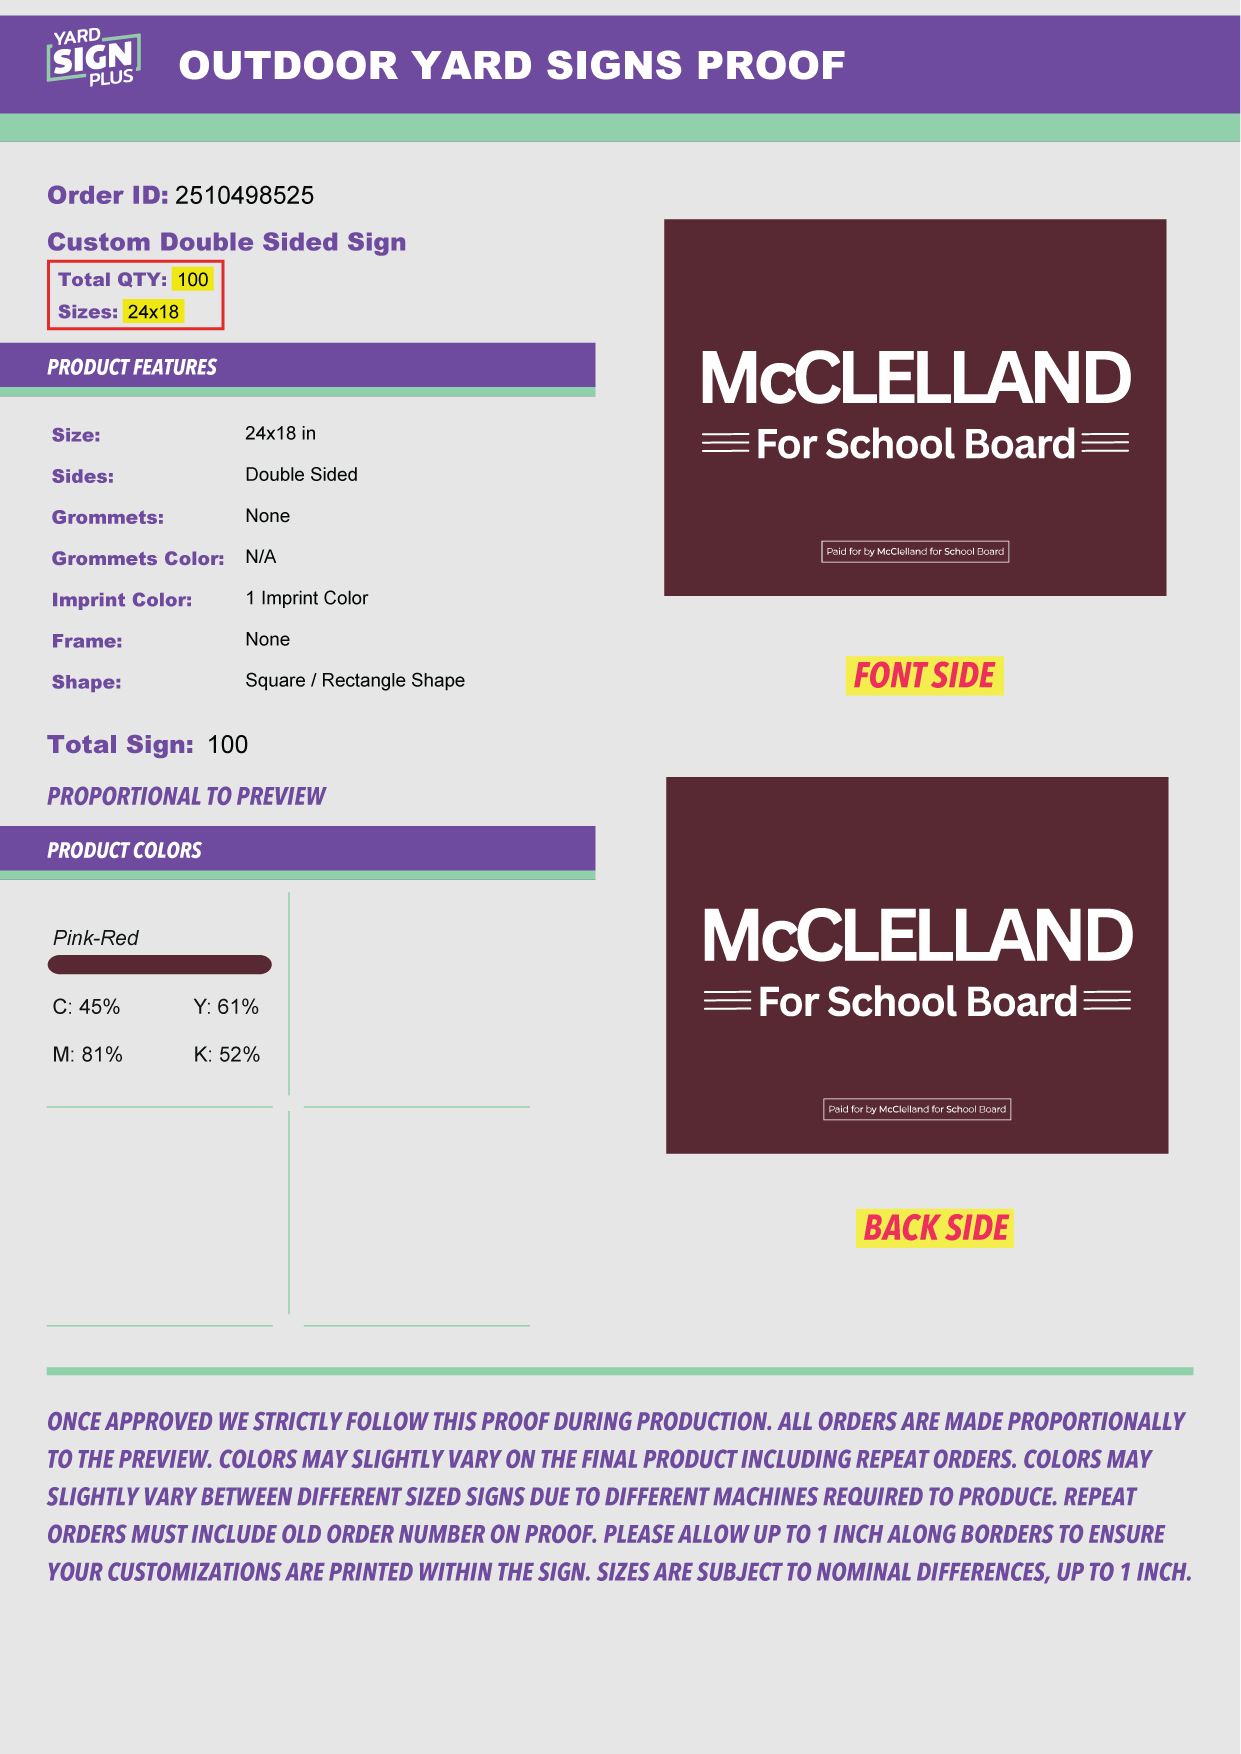 YARD
SIGN
PLUS
OUTDOOR YARD SIGNS PROOF
Order ID: 2510498525
Custom Double Sided Sign
Total QTY: 100
Sizes: 24x18
PRODUCT FEATURES
Size: 24x18 in
Sides: Double Sided
Grommets: None
Grommets Color: N/A
Imprint Color: 1 Imprint Color
Frame: None
Shape: Square / Rectangle Shape
Total Sign: 100
PROPORTIONAL TO PREVIEW
PRODUCT COLORS
Pink-Red
C: 45% Y: 61%
M: 81% K: 52%
McCLELLAND
For School Board
Paid for by McClelland for School Board
FONT SIDE
McCLELLAND
For School Board
Paid for by McClelland for School Board
BACK SIDE
ONCE APPROVED WE STRICTLY FOLLOW THIS PROOF DURING PRODUCTION. ALL ORDERS ARE MADE PROPORTIONALLY
TO THE PREVIEW. COLORS MAY SLIGHTLY VARY ON THE FINAL PRODUCT INCLUDING REPEAT ORDERS. COLORS MAY
SLIGHTLY VARY BETWEEN DIFFERENT SIZED SIGNS DUE TO DIFFERENT MACHINES REQUIRED TO PRODUCE. REPEAT
ORDERS MUST INCLUDE OLD ORDER NUMBER ON PROOF. PLEASE ALLOW UP TO 1 INCH ALONG BORDERS TO ENSURE
YOUR CUSTOMIZATIONS ARE PRINTED WITHIN THE SIGN. SIZES ARE SUBJECT TO NOMINAL DIFFERENCES, UP TO 1 INCH.